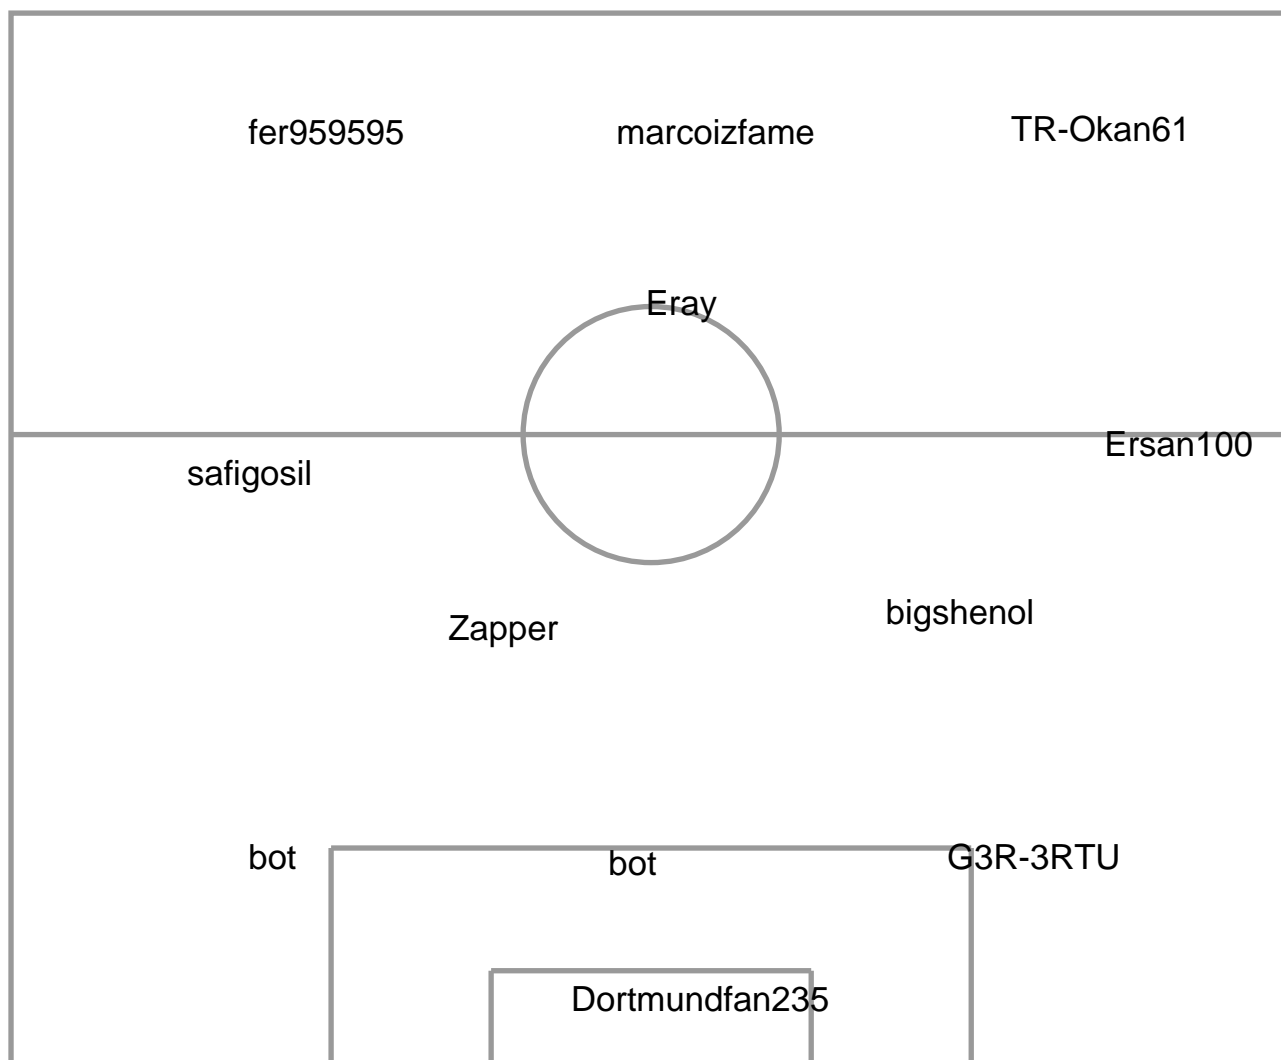 fer959595
marcoizfame
TR-Okan61
Eray
Ersan100
safigosil
bigshenol
Zapper
bot
bot
G3R-3RTU
Dortmundfan235